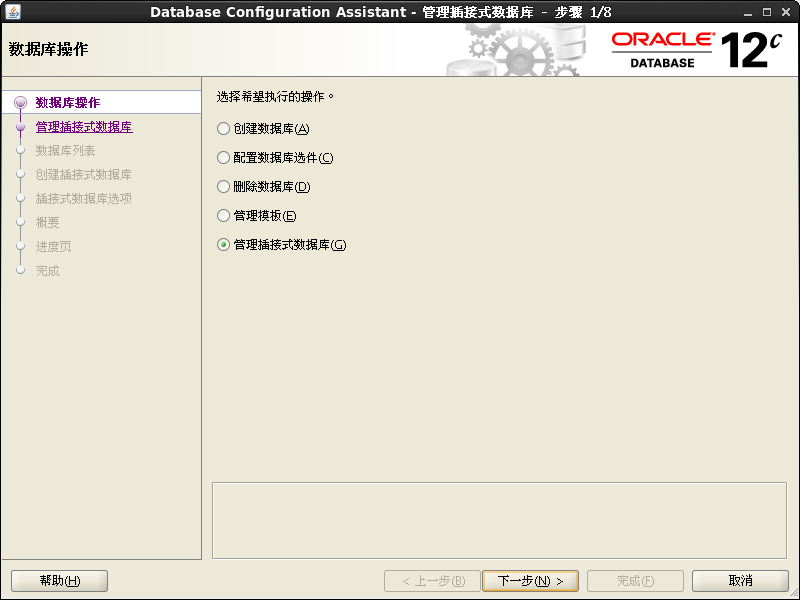 Database Configuration Assistant - 管理插接式数据库 - 步骤 1/8
数据库操作
ORACLE
DATABASE
12c
数据库操作
管理插接式数据库
数据库列表
创建插接式数据库
插接式数据库选项
概要
进度页
完成
选择希望执行的操作。
创建数据库(A)
配置数据库选件(C)
删除数据库(D)
管理模板(E)
管理插接式数据库(G)
帮助(H)
< 上一步(B)
下一步(N) >
完成(F)
取消